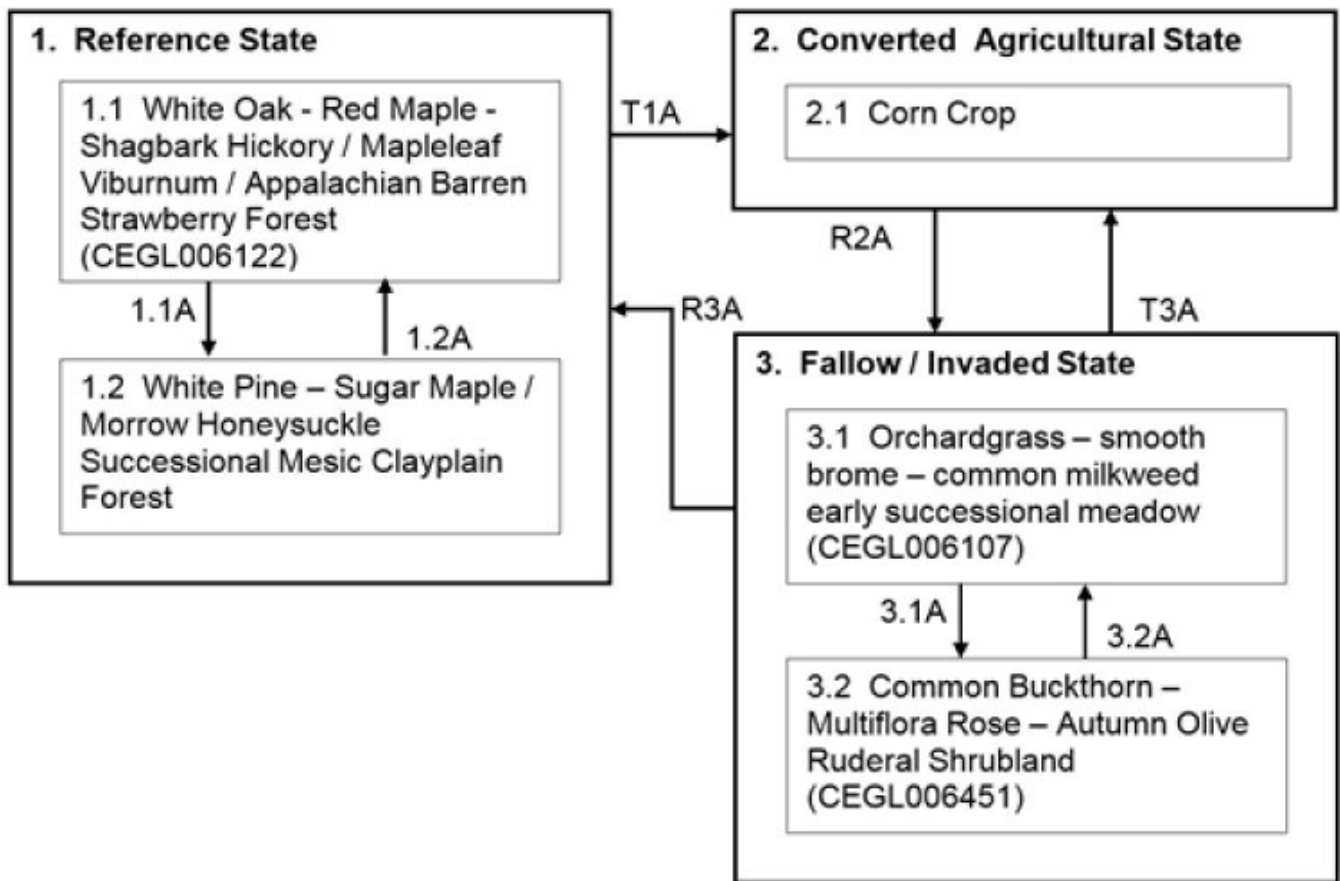 1. Reference State
1.1 White Oak - Red Maple -
Shagbark Hickory / Mapleleaf
Viburnum / Appalachian Barren
Strawberry Forest
(CEGL006122)
1.1A
1.2A
1.2 White Pine – Sugar Maple /
Morrow Honeysuckle
Successional Mesic Clayplain
Forest
T1A
R3A
2. Converted Agricultural State
2.1 Corn Crop
R2A
T3A
3. Fallow / Invaded State
3.1 Orchardgrass – smooth
brome – common milkweed
early successional meadow
(CEGL006107)
3.1A
3.2A
3.2 Common Buckthorn –
Multiflora Rose – Autumn Olive
Ruderal Shrubland
(CEGL006451)